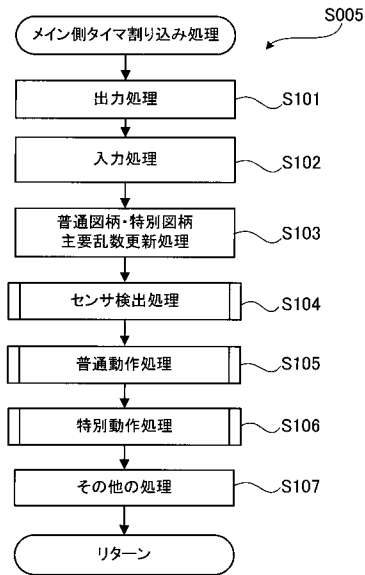 メイン側タイマ割り込み処理
S005
出力処理
S101
入力処理
S102
普通図柄・特別図柄
主要乱数更新処理
S103
センサ検出処理
S104
普通動作処理
S105
特別動作処理
S106
その他の処理
S107
リターン